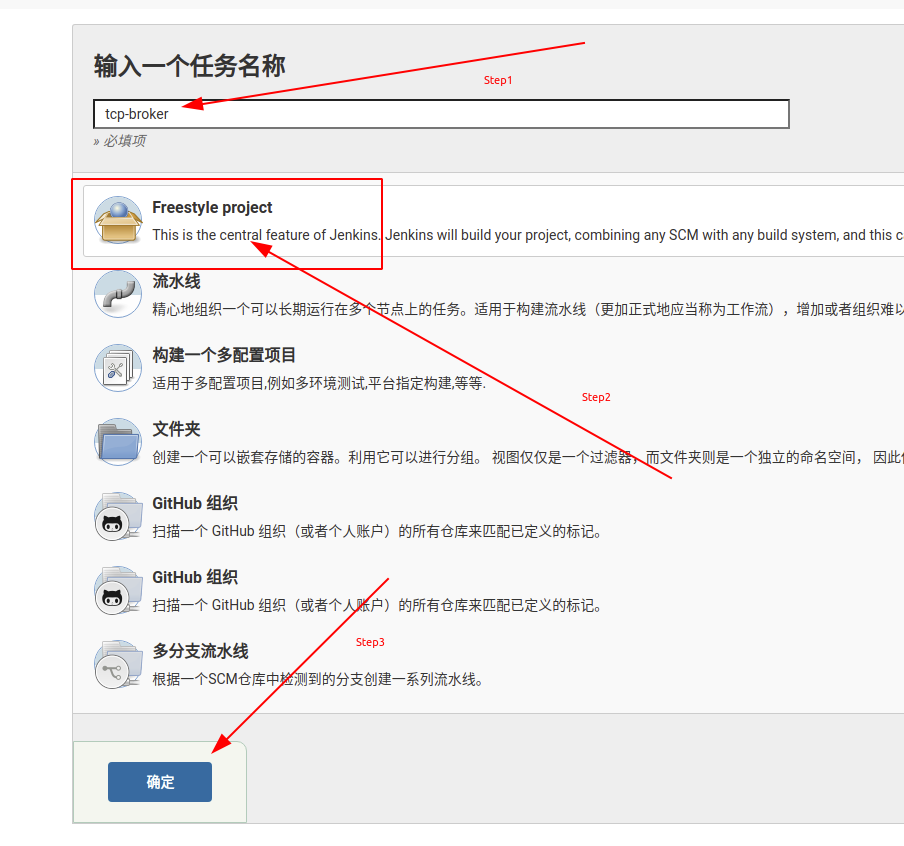 输入一个任务名称
Step1
tcp-broker
» 必填项
Freestyle project
This is the central feature of Jenkins. Jenkins will build your project, combining any SCM with any build system, and this c
流水线
精心地组织一个可以长期运行在多个节点上的任务。适用于构建流水线（更加正式地应当称为工作流），增加或者组织难以
构建一个多配置项目
适用于多配置项目,例如多环境测试,平台指定构建,等等.
Step2
文件夹
创建一个可以嵌套存储的容器。利用它可以进行分组。 视图仅仅是一个过滤器，而文件夹则是一个独立的命名空间， 因此
GitHub 组织
扫描一个 GitHub 组织（或者个人账户）的所有仓库来匹配已定义的标记。
GitHub 组织
扫描一个 GitHub 组织（或者个人账户）的所有仓库来匹配已定义的标记。
Step3
多分支流水线
根据一个SCM仓库中检测到的分支创建一系列流水线。
确定